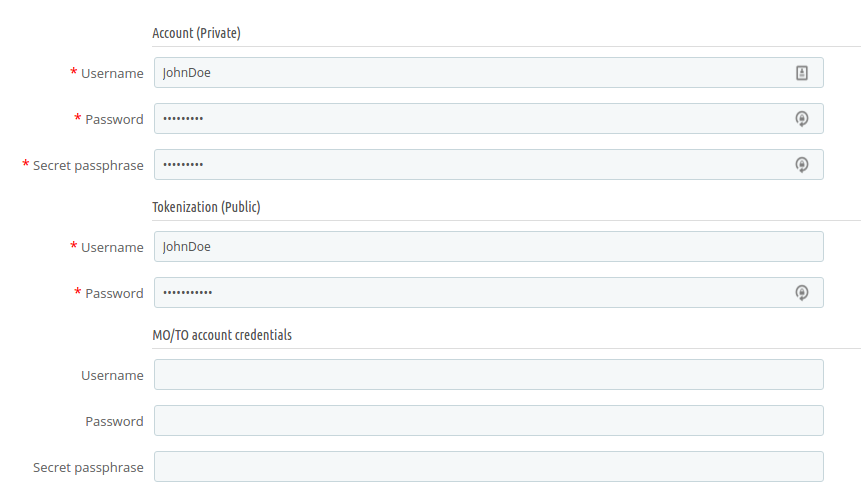 Account (Private)
* Username JohnDoe
* Password •••••••••
* Secret passphrase •••••••••
Tokenization (Public)
* Username JohnDoe
* Password •••••••••••
MO/TO account credentials
Username
Password
Secret passphrase